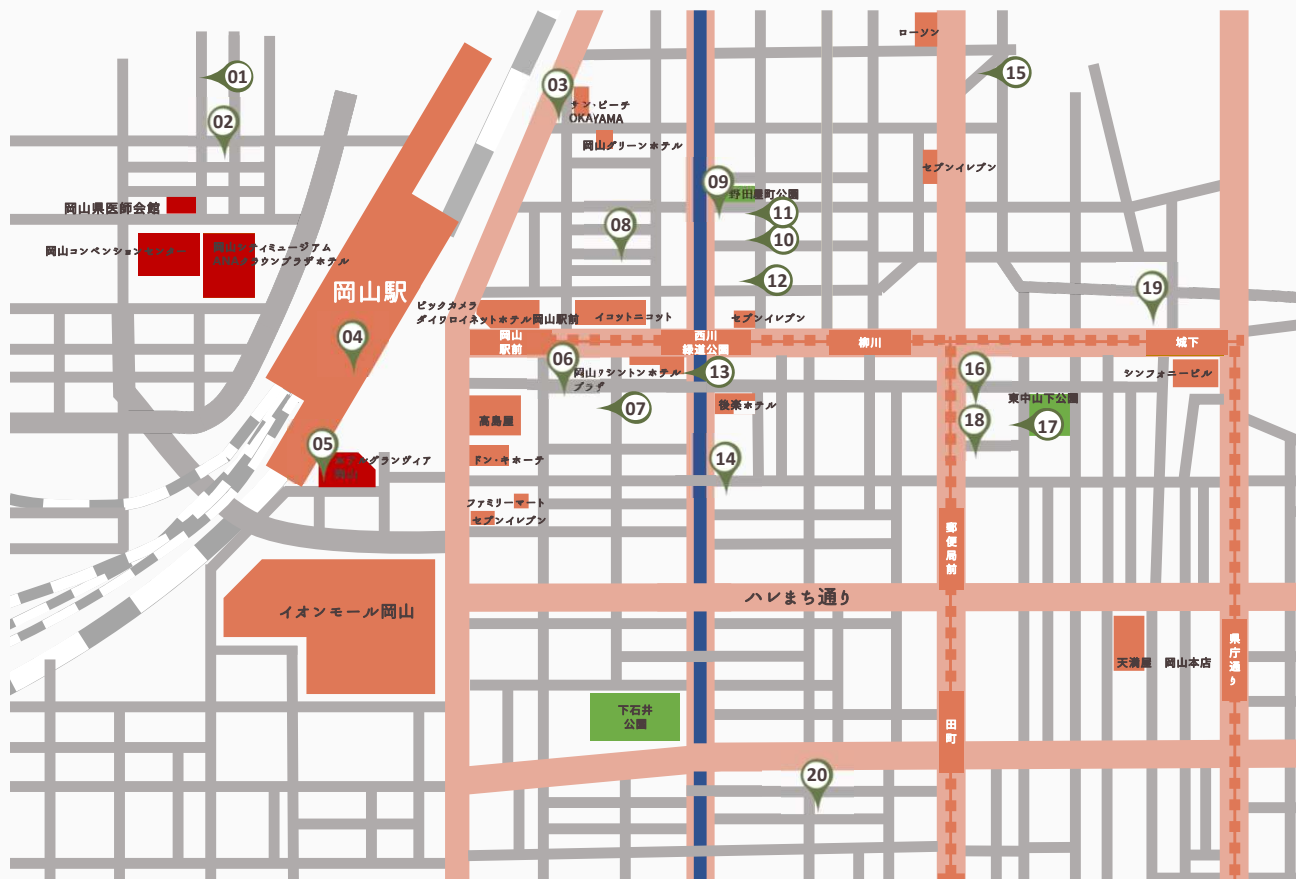 ローソン
01
15
03
サン・ピーチ
OKAYAMA
02
岡山グリーンホテル
セブンイレブン
09
野田屋町公園
岡山県医師会館
11
08
10
岡山コンベンションセンター
岡山シティミュージアム
ANAクラウンプラザホテル
12
岡山駅
19
ビックカメラ
ダイワロイネットホテル岡山駅前
イコットニコット
セブンイレブン
04
岡山
駅前
西川
緑道公園
柳川
城下
06
岡山ワシントンホテル
プラザ
13
16
シンフォニービル
07
後楽ホテル
東中山下公園
高島屋
18
17
05
ホテルグランヴィア
岡山
ドン・キホーテ
14
ファミリーマート
セブンイレブン
郵便局前
ハレまち通り
イオンモール岡山
県庁通り
天満屋 岡山本店
下石井
公園
田町
20